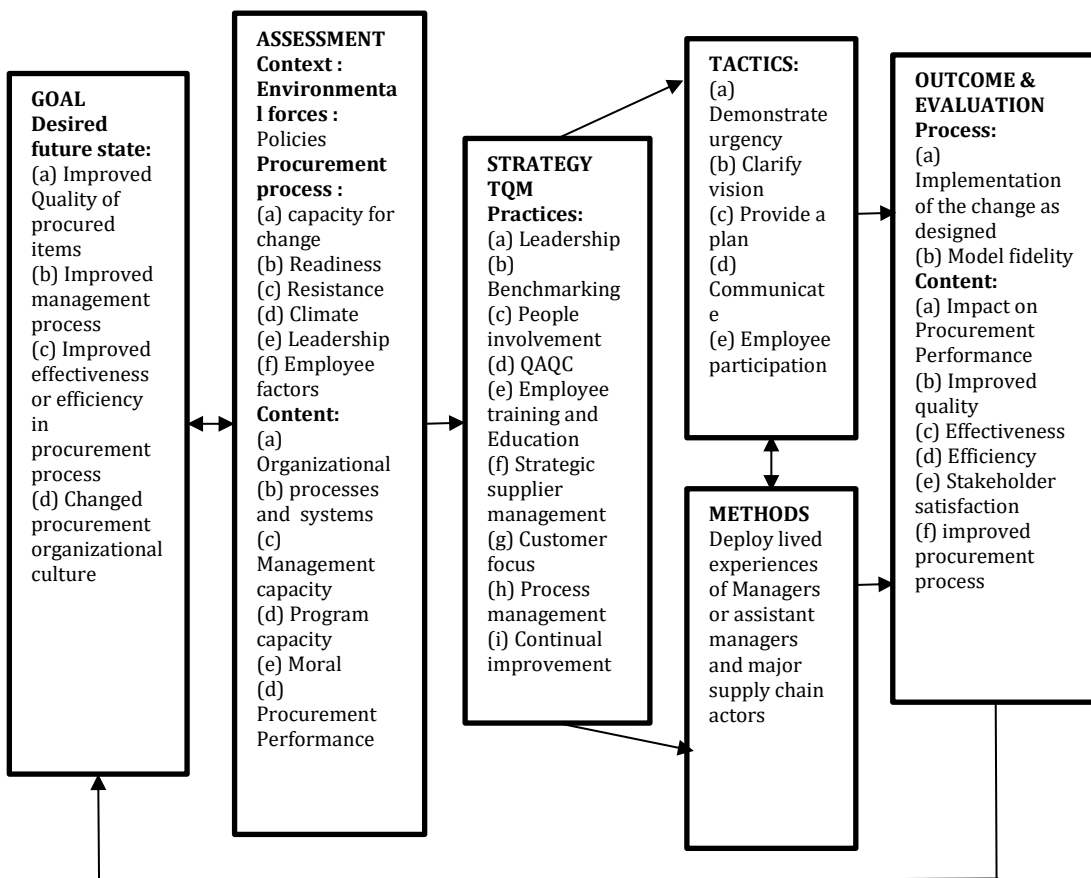 GOAL
Desired
future state:
(a) Improved
Quality of
procured
items
(b) Improved
management
process
(c) Improved
effectiveness
or efficiency
in
procurement
process
(d) Changed
procurement
organizational
culture
ASSESSMENT
Context :
Environmenta
l forces :
Policies
Procurement
process :
(a) capacity for
change
(b) Readiness
(c) Resistance
(d) Climate
(e) Leadership
(f) Employee
factors
Content:
(a)
Organizational
(b) processes
and systems
(c)
Management
capacity
(d) Program
capacity
(e) Moral
(d)
Procurement
Performance
STRATEGY
TQM
Practices:
(a) Leadership
(b)
Benchmarking
(c) People
involvement
(d) QAQC
(e) Employee
training and
Education
(f) Strategic
supplier
management
(g) Customer
focus
(h) Process
management
(i) Continual
improvement
TACTICS:
(a)
Demonstrate
urgency
(b) Clarify
vision
(c) Provide a
plan
(d)
Communicat
e
(e) Employee
participation
METHODS
Deploy lived
experiences
of Managers
or assistant
managers
and major
supply chain
actors
OUTCOME &
EVALUATION
Process:
(a)
Implementation
of the change as
designed
(b) Model fidelity
Content:
(a) Impact on
Procurement
Performance
(b) Improved
quality
(c) Effectiveness
(d) Efficiency
(e) Stakeholder
satisfaction
(f) improved
procurement
process